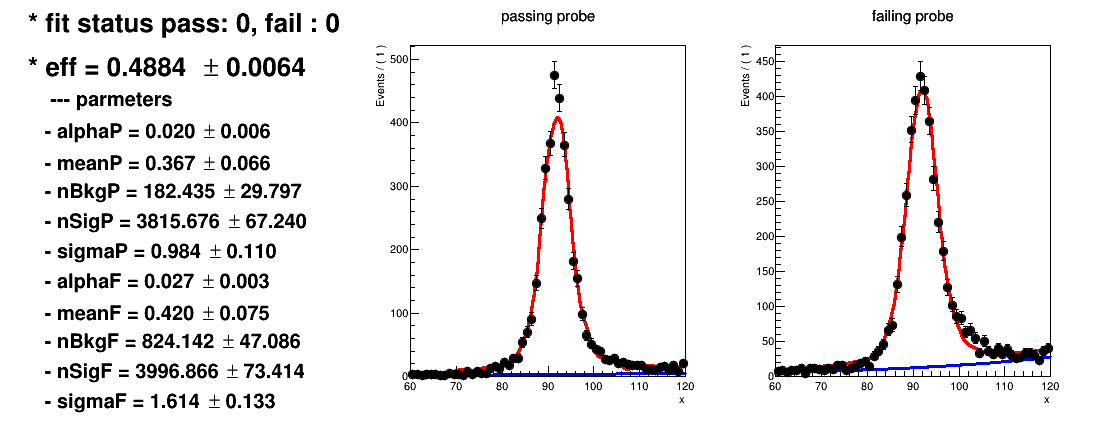 * fit status pass: 0, fail : 0
* eff = 0.4884 ± 0.0064
--- parmeters
- alphaP = 0.020 ± 0.006
- meanP = 0.367 ± 0.066
- nBkgP = 182.435 ± 29.797
- nSigP = 3815.676 ± 67.240
- sigmaP = 0.984 ± 0.110
- alphaF = 0.027 ± 0.003
- meanF = 0.420 ± 0.075
- nBkgF = 824.142 ± 47.086
- nSigF = 3996.866 ± 73.414
- sigmaF = 1.614 ± 0.133
passing probe
Events / ( 1 )
500
400
300
200
100
0
60 70 80 90 100 110 120
x
failing probe
Events / ( 1 )
450
400
350
300
250
200
150
100
50
0
60 70 80 90 100 110 120
x